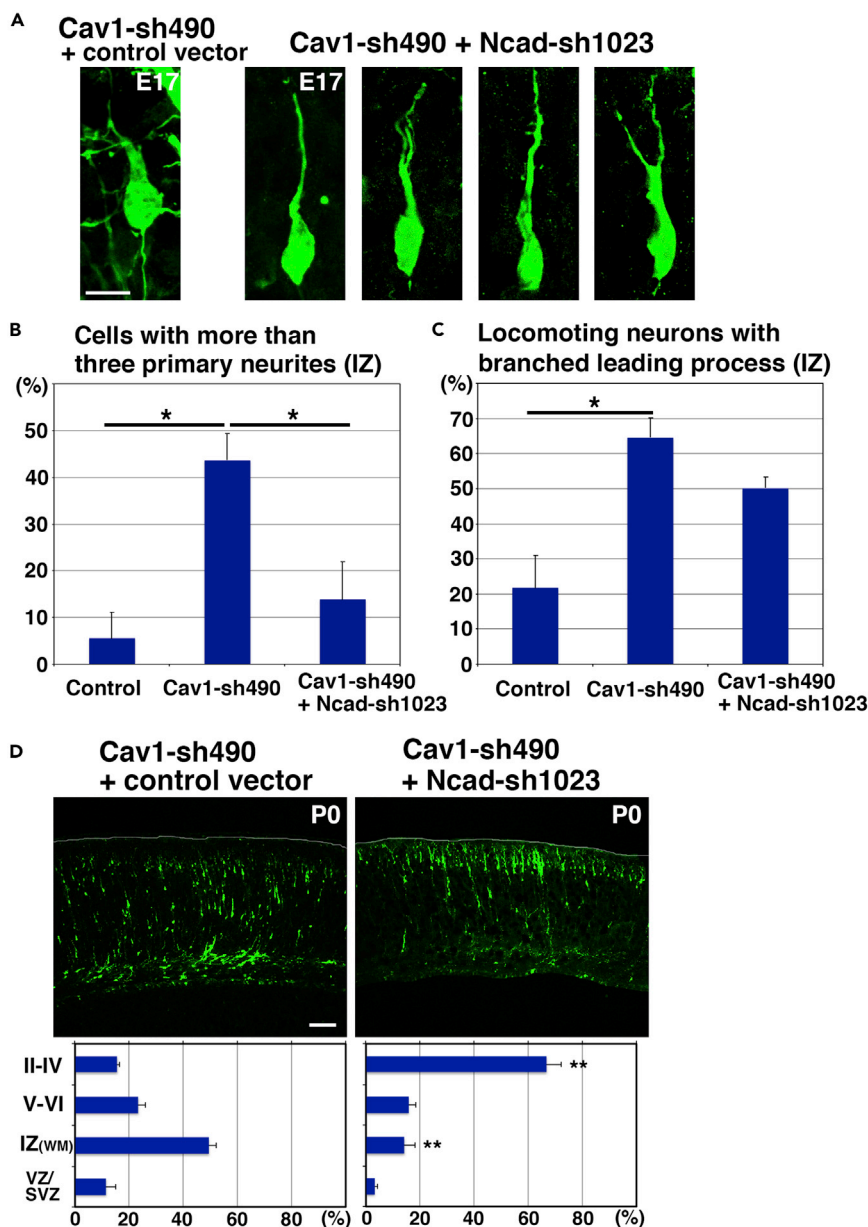 A
Cav1-sh490
+ control vector
Cav1-sh490 + Ncad-sh1023
E17
E17
B
Cells with more than
three primary neurites (IZ)
(%)
*
*
50
40
30
20
10
0
Control
Cav1-sh490
Cav1-sh490
+ Ncad-sh1023
C
Locomoting neurons with
branched leading process (IZ)
(%)
*
70
60
50
40
30
20
10
0
Control
Cav1-sh490
Cav1-sh490
+ Ncad-sh1023
D
Cav1-sh490
+ control vector
Cav1-sh490
+ Ncad-sh1023
P0
P0
II-IV
V-VI
IZ(WM)
VZ/
SVZ
20 40 60 80 (%)
**
**
20 40 60 80 (%)